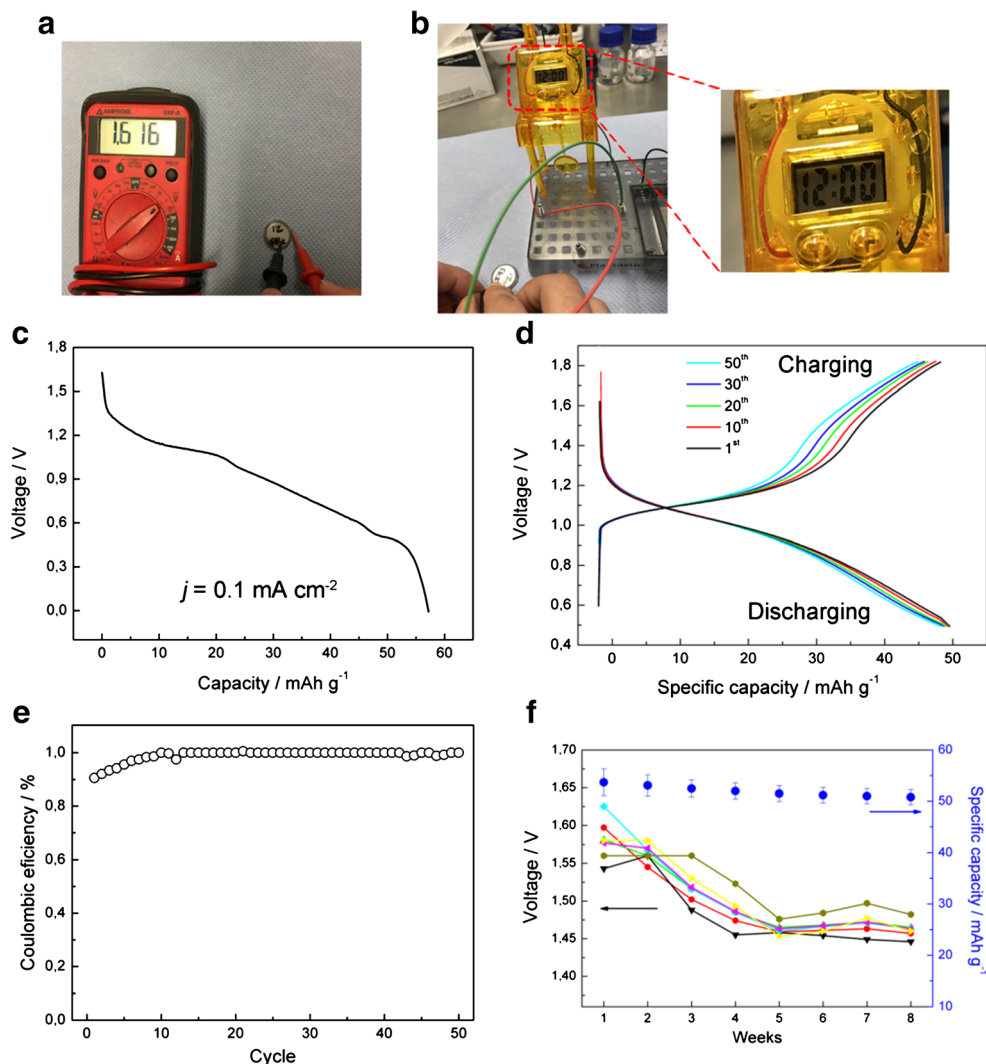 a
AMPROBE
1.616
12
b
12:00
12:00
c
Voltage / V
1,8
1,5
1,2
0,9
0,6
0,3
0,0
j = 0.1 mA cm-2
0 10 20 30 40 50 60
Capacity / mAh g-1
d
Voltage / V
1.8
1.6
1.4
1.2
1.0
0.8
0.6
0.4
50th
30th
20th
10th
1st
Charging
Discharging
0 10 20 30 40 50
Specific capacity / mAh g-1
e
Coulombic eficiency / %
1,0
0,8
0,6
0,4
0,2
0,0
0 10 20 30 40 50
Cycle
f
Voltage / V
1,70
1,65
1,60
1,55
1,50
1,45
1,40
1 2 3 4 5 6 7 8
Weeks
60
50
40
30
20
10
Specific capacity / mAh g-1